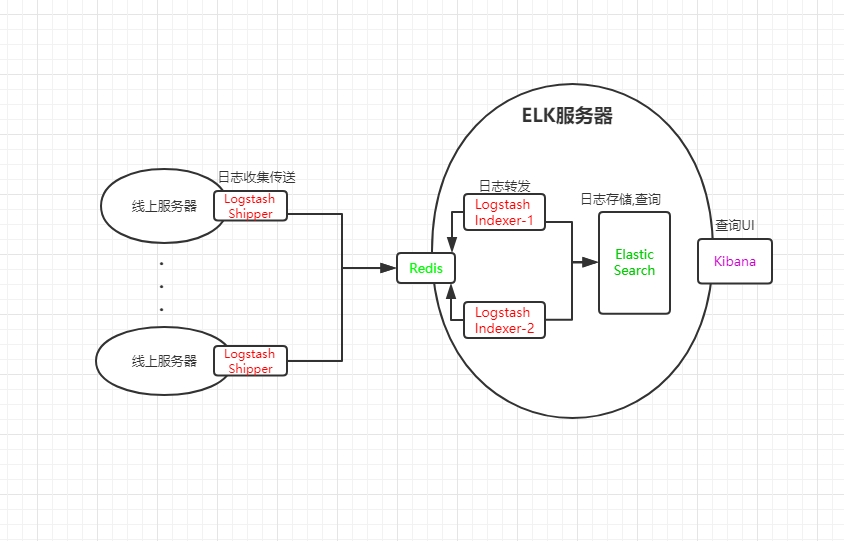 ELK服务器
日志收集传送
线上服务器
Logstash
Shipper
日志转发
Logstash
Indexer-1
日志存储,查询
Elastic
Search
查询UI
Kibana
Redis
Logstash
Indexer-2
线上服务器
Logstash
Shipper